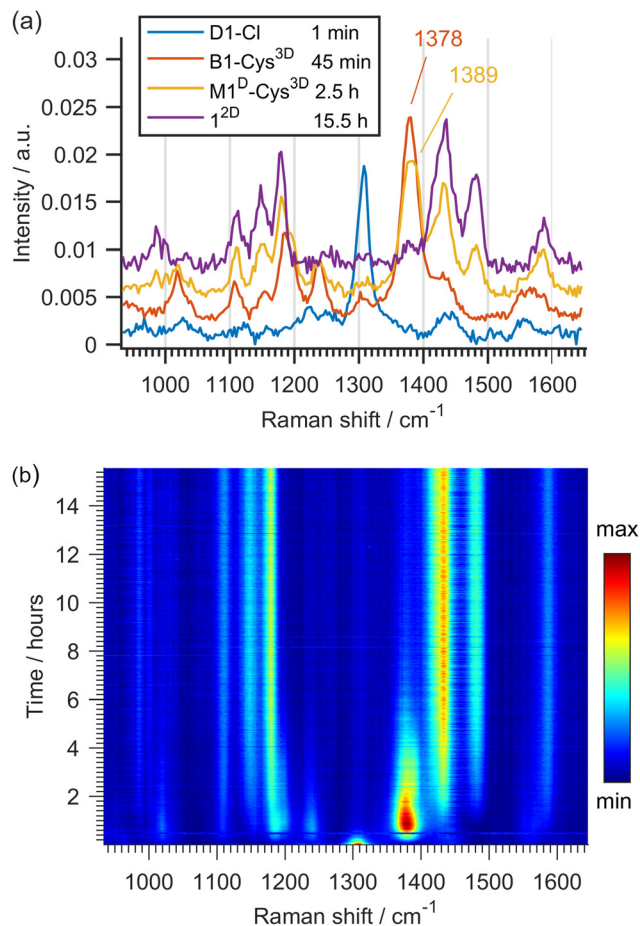 (a)
D1-Cl 1 min
B1-Cys³ᴰ 45 min
M1ᴰ-Cys³ᴰ 2.5 h
1²ᴰ 15.5 h
1378
1389
0.03
0.025
0.02
0.015
0.01
0.005
0
Intensity / a.u.
1000 1100 1200 1300 1400 1500 1600
Raman shift / cm⁻¹
(b)
14
12
10
8
6
4
2
Time / hours
1000 1100 1200 1300 1400 1500 1600
Raman shift / cm⁻¹
max
min